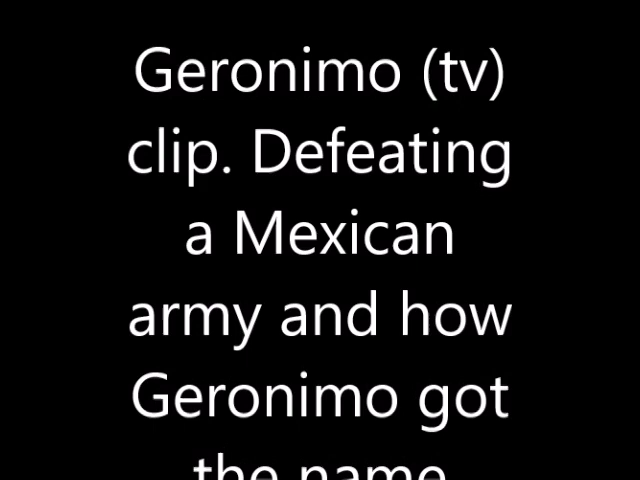 Geronimo (tv)
clip. Defeating
a Mexican
army and how
Geronimo got
the name